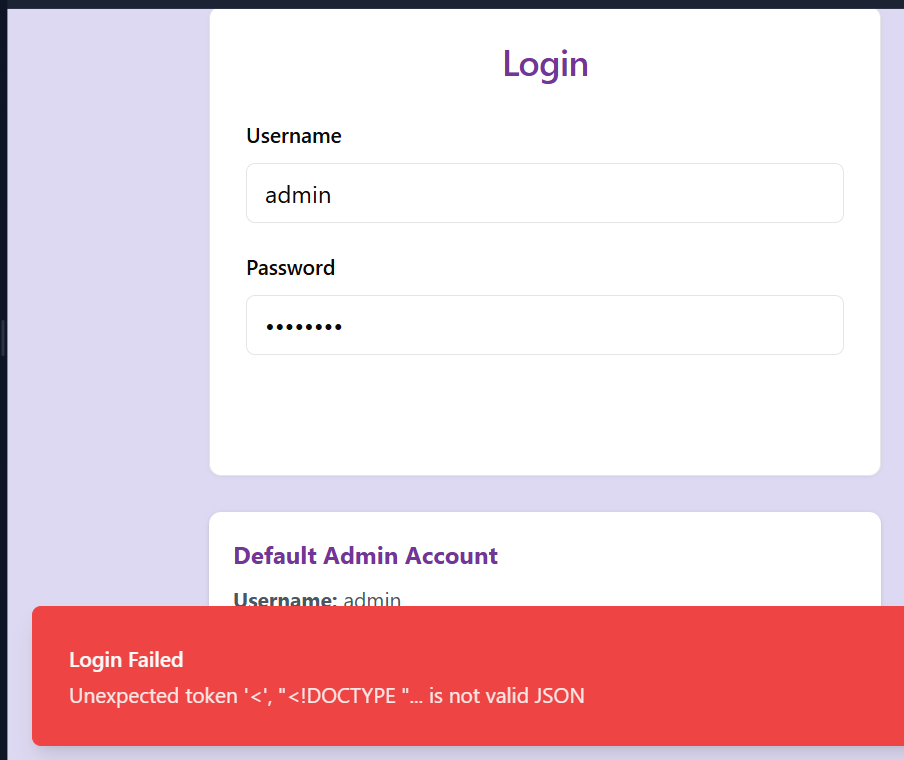 Login
Username
admin
Password
••••••••
Default Admin Account
Username: admin
Login Failed
Unexpected token '<', "<!DOCTYPE "... is not valid JSON